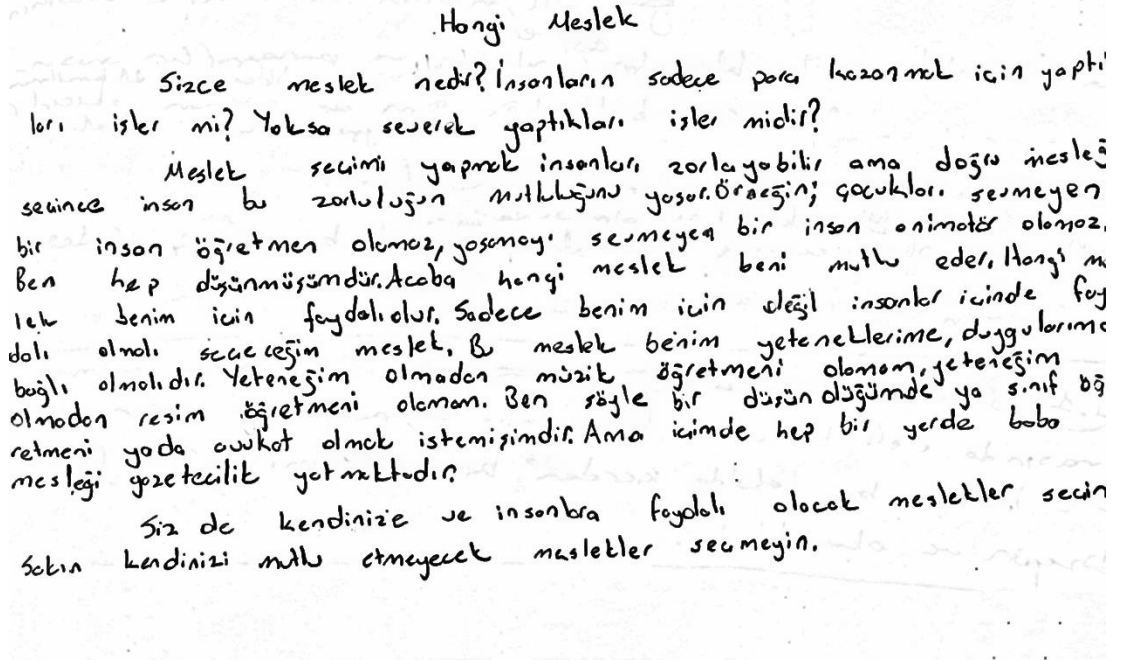 Hangi Meslek
Sizce meslek nedir? İnsanların sadece para kazanmak için yaptı
ları işler mi? Yoksa severek yaptıkları işler midir?
Meslek seçimi yapmak insanları zorlayabilir ama doğru mesleğ
seçince insan bu zorluluğun mutluluğunu yaşar. Örneğin; çocukları sevmeyen
bir insan öğretmen olamaz, yaşamayı sevmeyen bir insan animatör olamaz.
Ben hep düşünmüşümdür. Acaba hangi meslek beni mutlu eder. Hangi m
lek benim için faydalı olur. Sadece benim için değil insanlar içinde fay
dalı olmalı seçeceğim meslek. Bu meslek benim yeteneklerime, duygularıma
bağlı olmalıdır. Yeteneğim olmadan müzik öğretmeni olamam, yeteneğim
olmadan resim öğretmeni olamam. Ben şöyle bir düşündüğümde ya sınıf öğ
retmeni yada avukat olmak istemişimdir. Ama içimde hep bir yerde baba
mesleği gazetecilik yatmaktadır.
Siz de kendinize ve insanlara faydalı olacak meslekler seçin
Sakın kendinizi mutlu etmeyecek meslekler seçmeyin.